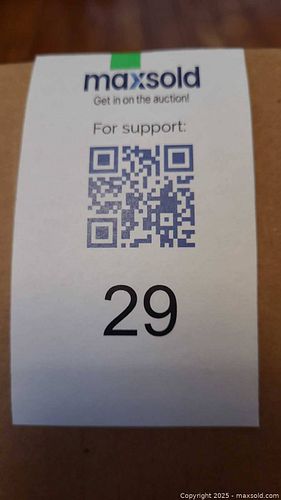 maxsold
Get in on the auction!
For support:
29
Copyright 2025 - maxsold.com